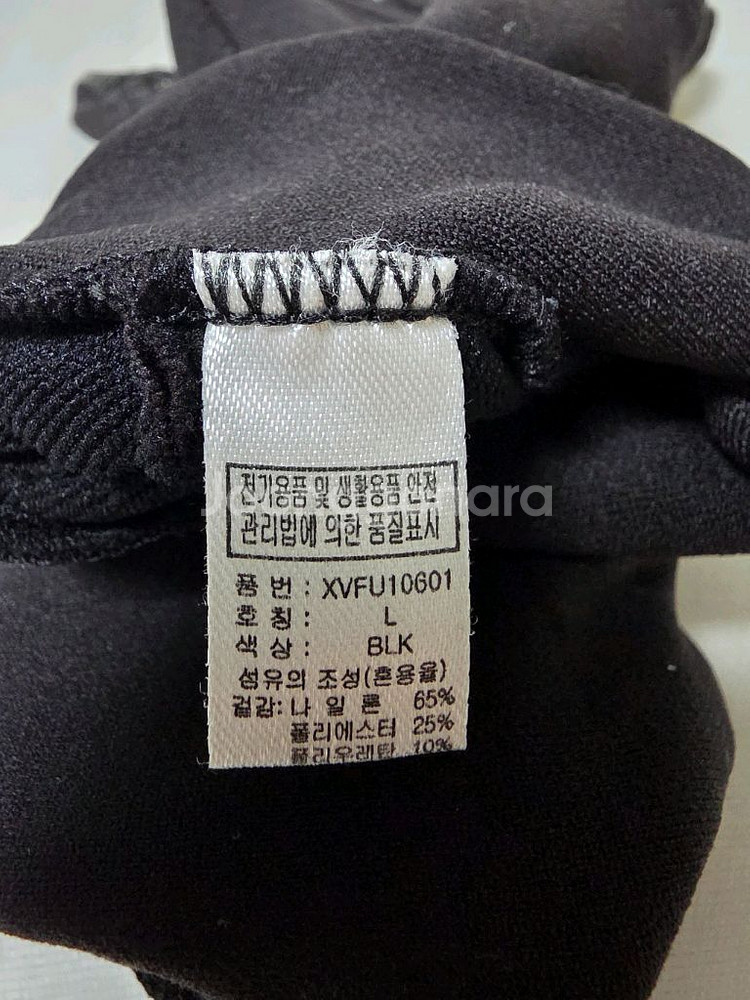 전기용품 및 생활용품 안전
관리법에 의한 품질표시
품 번 : XVFU10601
호 칭 : L
색 상 : BLK
섬유의 조성(혼용율)
겉감: 나 일 론 65%
폴리에스터 25%
폴리우레탄 10%